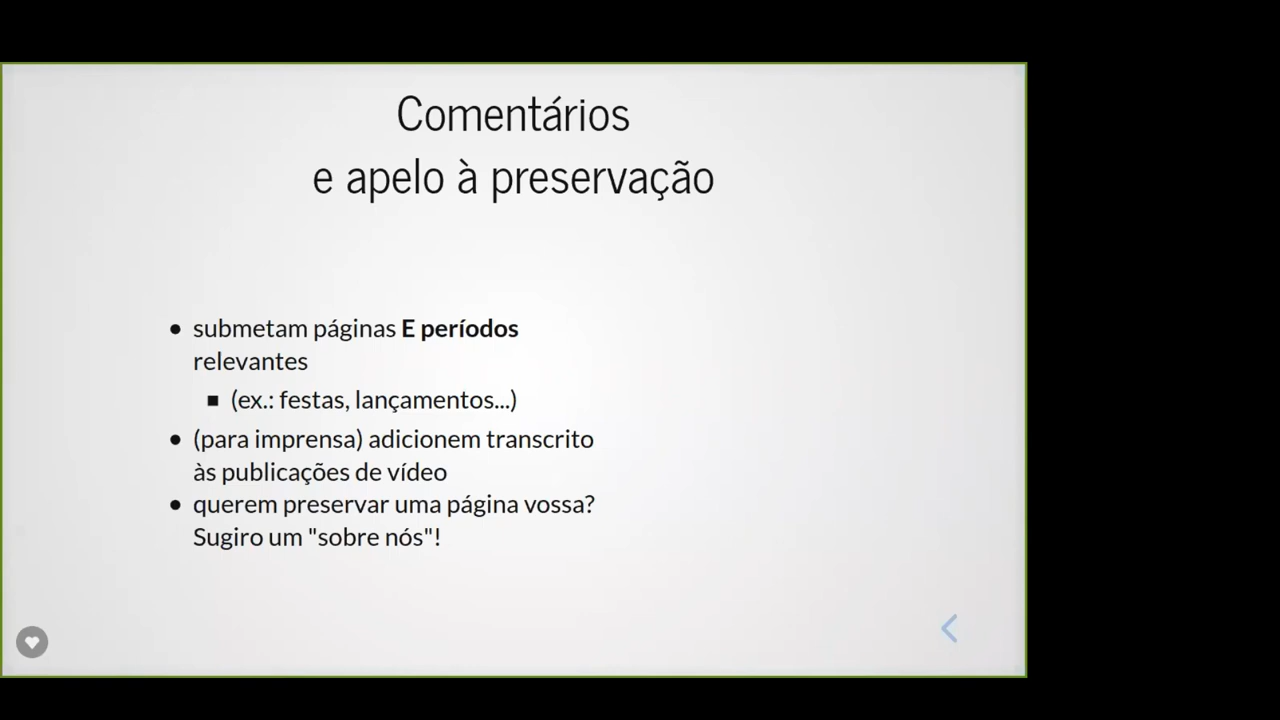 Comentários
e apelo à preservação
submetam páginas E períodos
relevantes
(ex.: festas, lançamentos...)
(para imprensa) adicionem transcrito
às publicações de vídeo
querem preservar uma página vossa?
Sugiro um "sobre nós"!